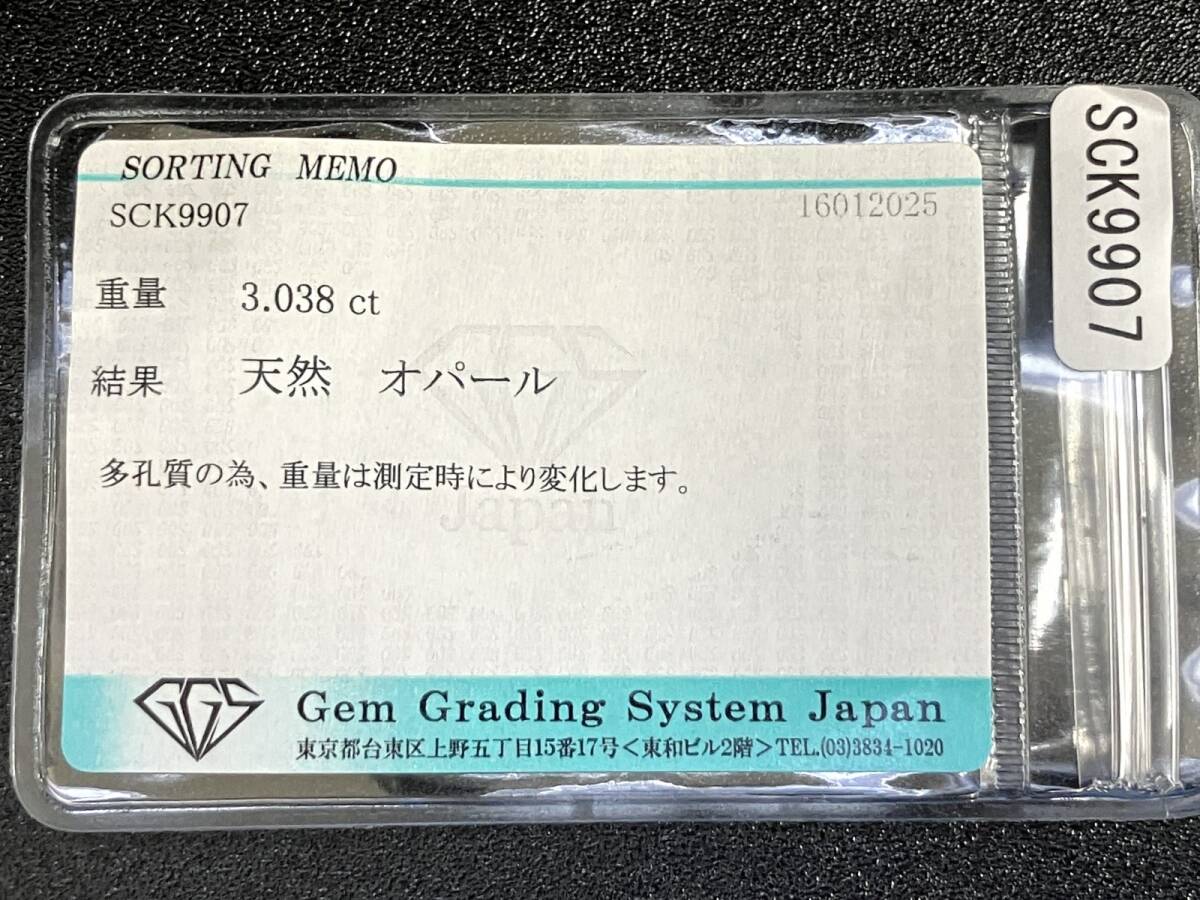 SORTING MEMO
SCK9907
16012025
重量 3.038 ct
結果 天然 オパール
多孔質の為、重量は測定時により変化します。
GGS
Japan
GGS
Gem Grading System Japan
東京都台東区上野五丁目15番17号<東和ビル2階>TEL.(03)3834-1020
SCK9907